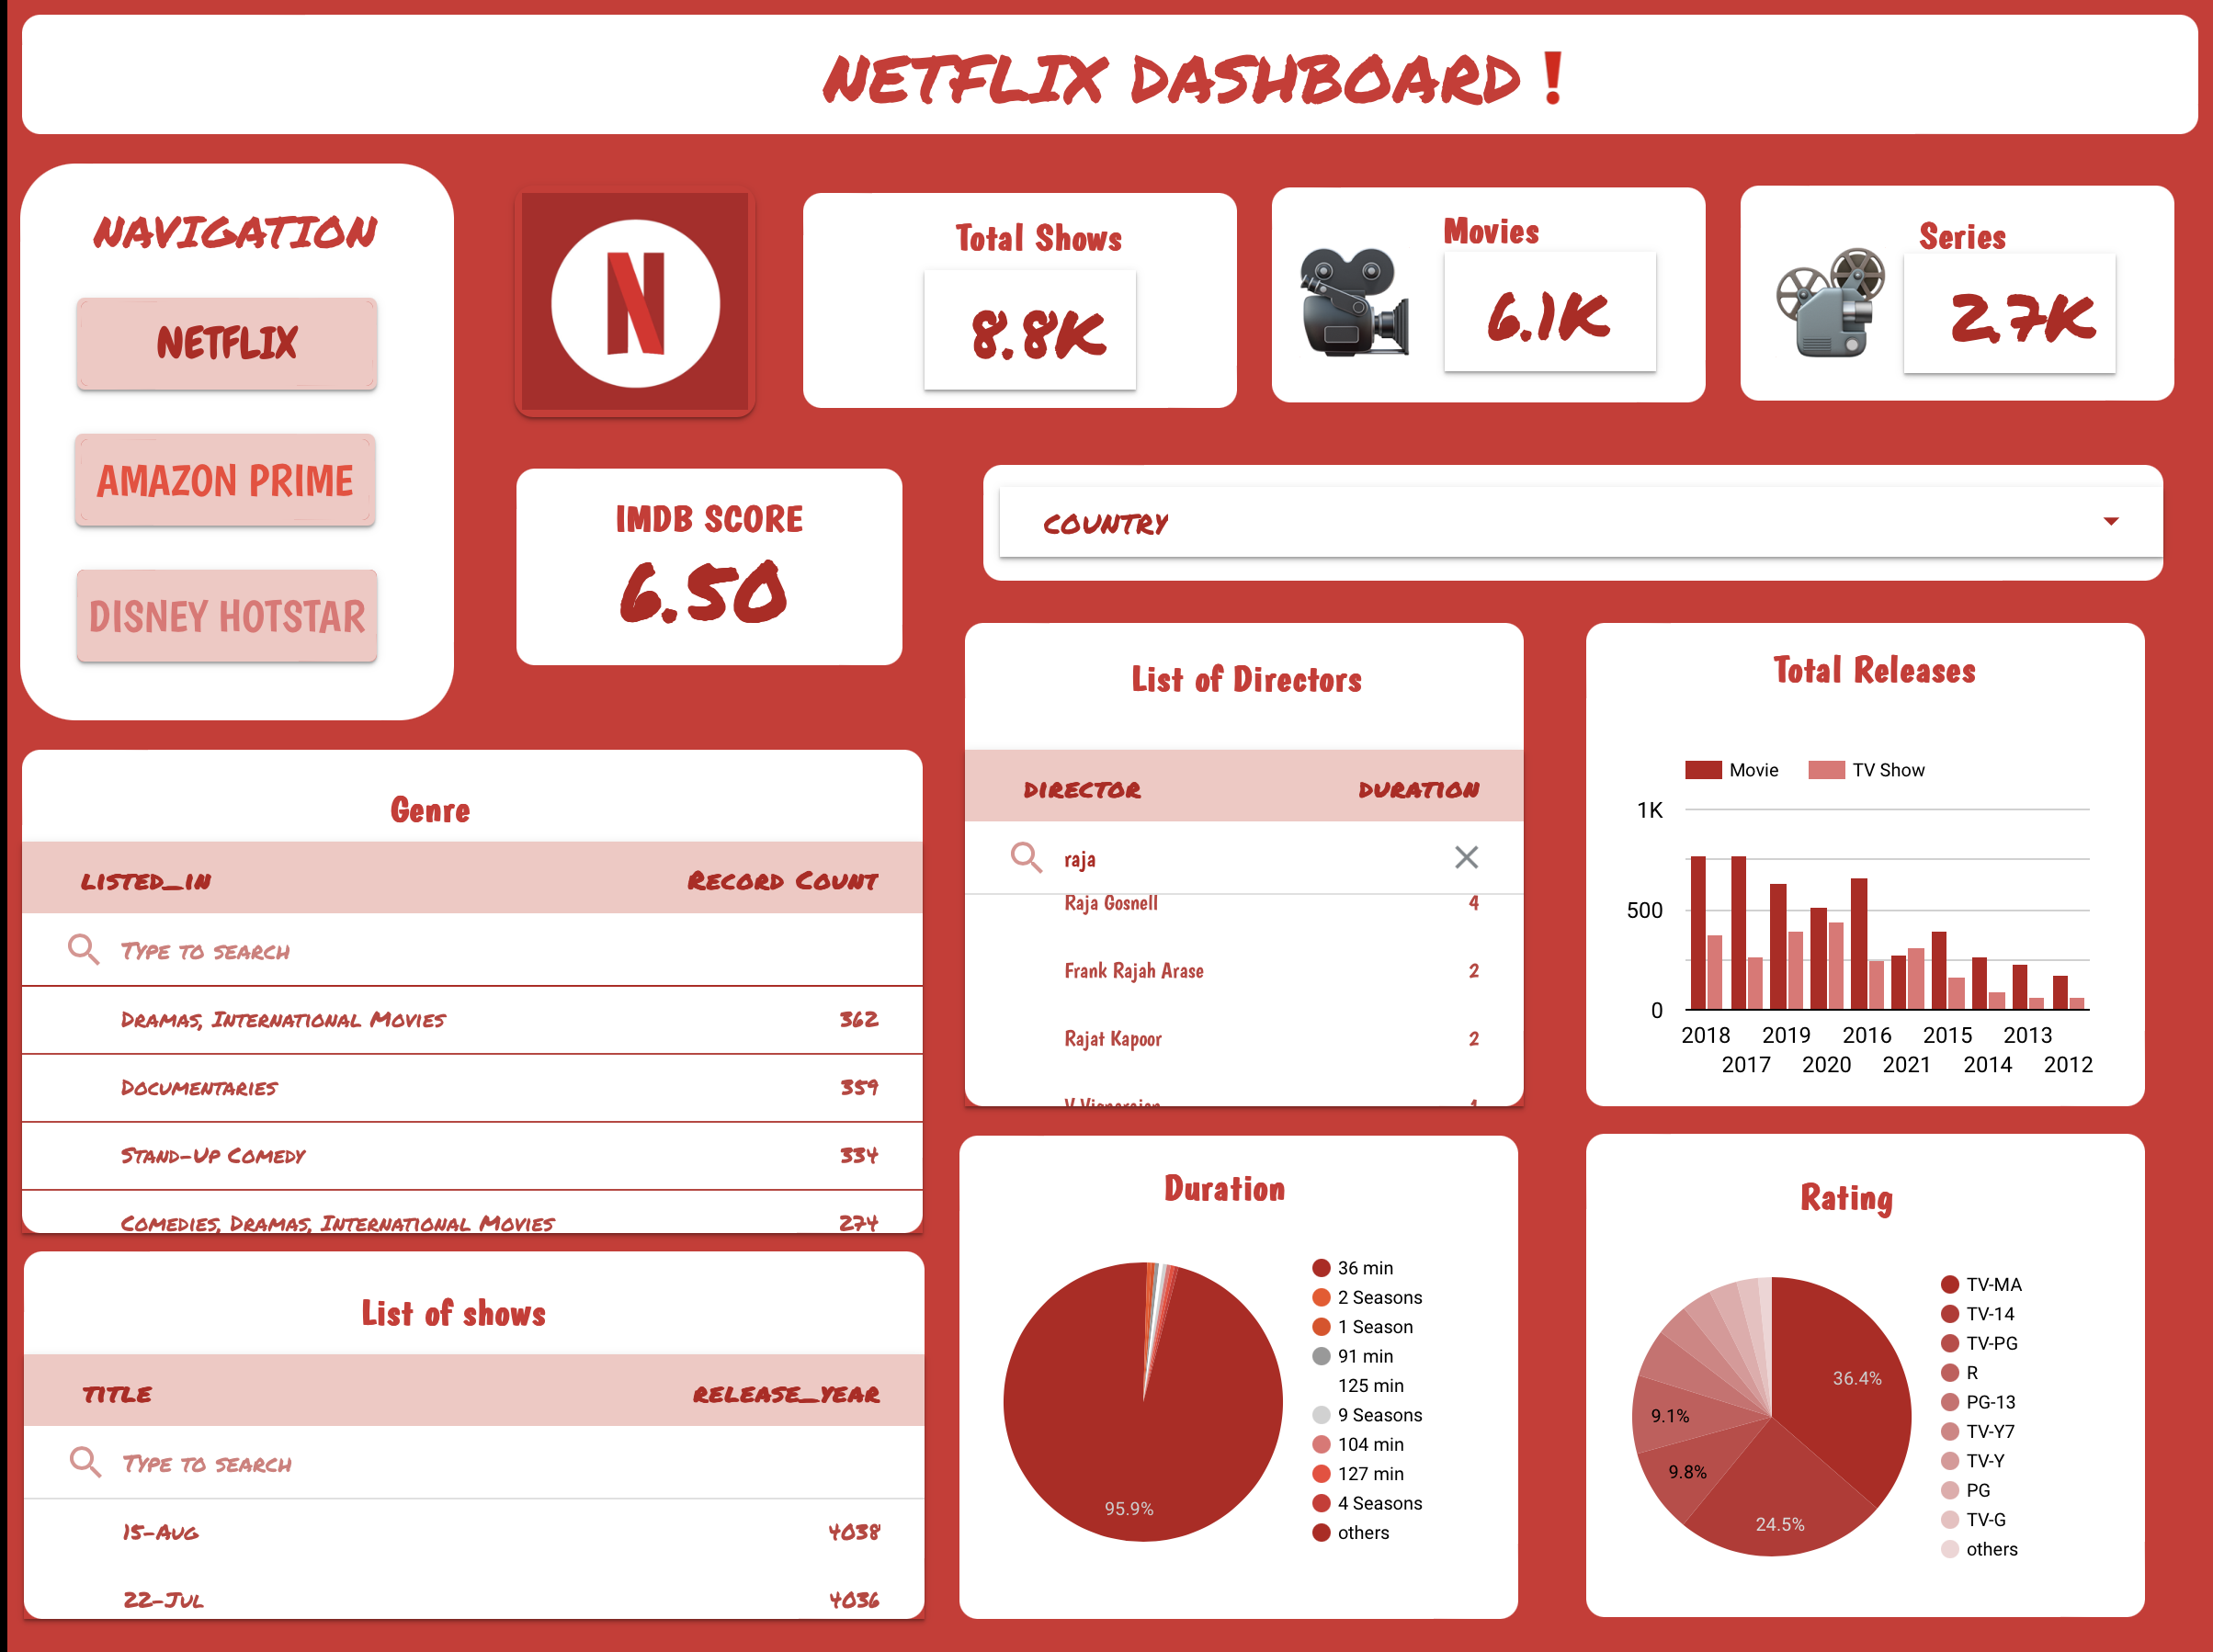 NETFLIX DASHBOARD❗
NAVIGATION
NETFLIX
AMAZON PRIME
DISNEY HOTSTAR
N
Total Shows
8.8K
Movies
6.1K
Series
2.7K
IMDB SCORE
6.50
COUNTRY
List of Directors
DIRECTOR DURATION
raja
Raja Gosnell 4
Frank Rajah Arase 2
Rajat Kapoor 2
Total Releases
Movie TV Show
1K
500
0
2018 2019 2016 2015 2013
2017 2020 2021 2014 2012
Genre
LISTED_IN RECORD COUNT
TYPE TO SEARCH
DRAMAS, INTERNATIONAL MOVIES 362
DOCUMENTARIES 359
STAND-UP COMEDY 334
COMEDIES, DRAMAS, INTERNATIONAL MOVIES 274
List of shows
TITLE RELEASE_YEAR
TYPE TO SEARCH
15-AUG 4038
22-JUL 4036
Duration
36 min
2 Seasons
1 Season
91 min
125 min
9 Seasons
104 min
127 min
4 Seasons
others
95.9%
Rating
36.4%
9.1%
9.8%
24.5%
TV-MA
TV-14
TV-PG
R
PG-13
TV-Y7
TV-Y
PG
TV-G
others